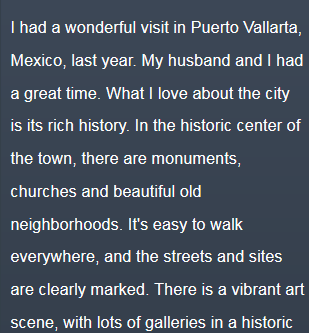 I had a wonderful visit in Puerto Vallarta,
Mexico, last year. My husband and I had
a great time. What I love about the city
is its rich history. In the historic center of
the town, there are monuments,
churches and beautiful old
neighborhoods. It's easy to walk
everywhere, and the streets and sites
are clearly marked. There is a vibrant art
scene, with lots of galleries in a historic